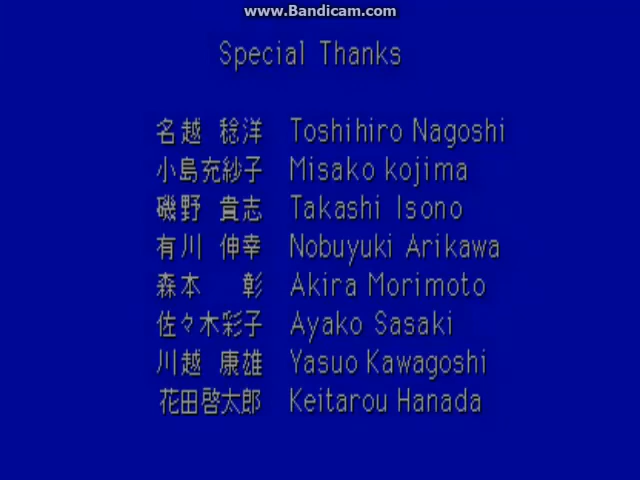 www.Bandicam.com
Special Thanks
名越 稔洋 Toshihiro Nagoshi
小島充紗子 Misako kojima
磯野 貴志 Takashi Isono
有川 伸幸 Nobuyuki Arikawa
森本 彰 Akira Morimoto
佐々木彩子 Ayako Sasaki
川越 康雄 Yasuo Kawagoshi
花田啓太郎 Keitarou Hanada